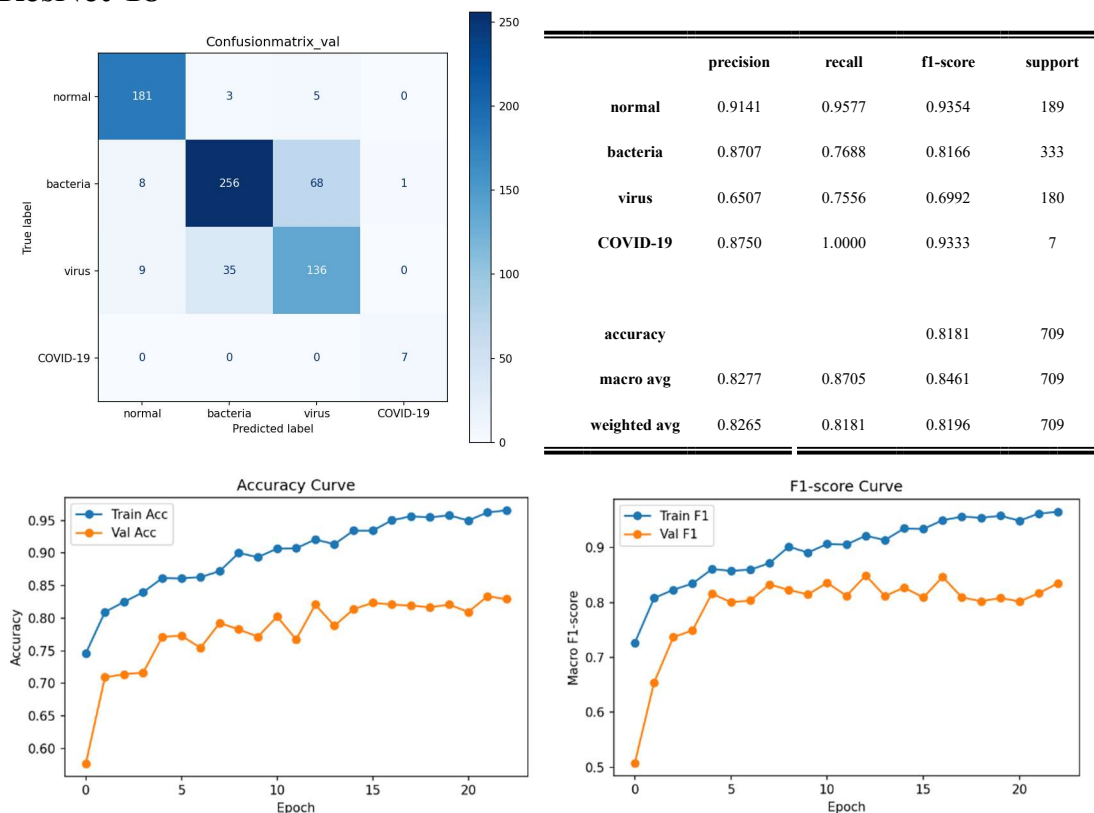 ResNet-18
Confusionmatrix_val
True label
normal 181 3 5 0
bacteria 8 256 68 1
virus 9 35 136 0
COVID-19 0 0 0 7
normal bacteria virus COVID-19
Predicted label
250
200
150
100
50
0
precision recall f1-score support
normal 0.9141 0.9577 0.9354 189
bacteria 0.8707 0.7688 0.8166 333
virus 0.6507 0.7556 0.6992 180
COVID-19 0.8750 1.0000 0.9333 7
accuracy 0.8181 709
macro avg 0.8277 0.8705 0.8461 709
weighted avg 0.8265 0.8181 0.8196 709
Accuracy Curve
Train Acc
Val Acc
Accuracy
0.95
0.90
0.85
0.80
0.75
0.70
0.65
0.60
0 5 10 15 20
Epoch
F1-score Curve
Train F1
Val F1
Macro F1-score
0.9
0.8
0.7
0.6
0.5
0 5 10 15 20
Epoch